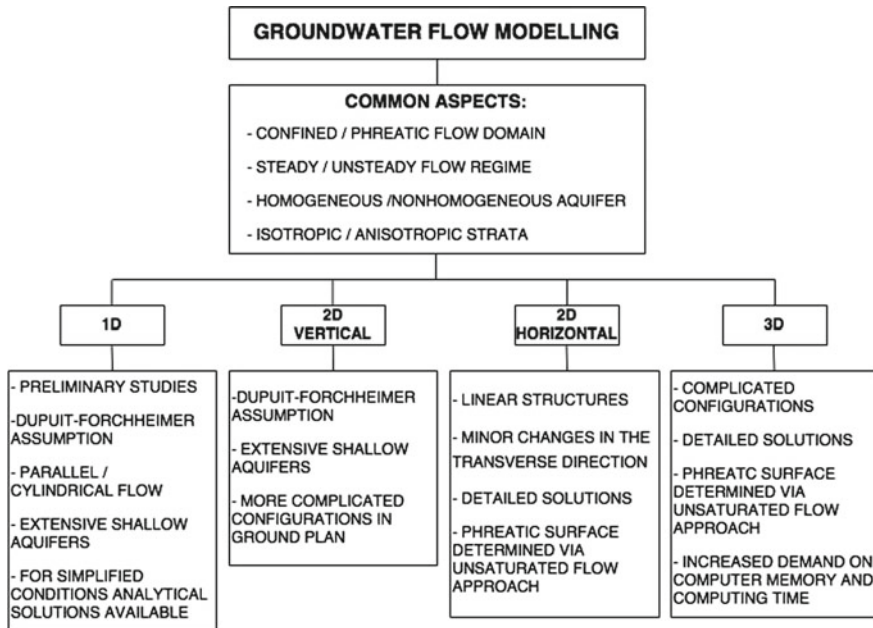 GROUNDWATER FLOW MODELLING
COMMON ASPECTS:
- CONFINED / PHREATIC FLOW DOMAIN
- STEADY / UNSTEADY FLOW REGIME
- HOMOGENEOUS /NONHOMOGENEOUS AQUIFER
- ISOTROPIC / ANISOTROPIC STRATA
1D
- PRELIMINARY STUDIES
-DUPUIT-FORCHHEIMER
ASSUMPTION
- PARALLEL /
CYLINDRICAL FLOW
- EXTENSIVE SHALLOW
AQUIFERS
- FOR SIMPLIFIED
CONDITIONS ANALYTICAL
SOLUTIONS AVAILABLE
2D
VERTICAL
-DUPUIT-FORCHHEIMER
ASSUMPTION
- EXTENSIVE SHALLOW
AQUIFERS
- MORE COMPLICATED
CONFIGURATIONS IN
GROUND PLAN
2D
HORIZONTAL
- LINEAR STRUCTURES
- MINOR CHANGES IN THE
TRANSVERSE DIRECTION
- DETAILED SOLUTIONS
- PHREATIC SURFACE
DETERMINED VIA
UNSATURATED FLOW
APPROACH
3D
- COMPLICATED
CONFIGURATIONS
- DETAILED SOLUTIONS
- PHREATC SURFACE
DETERMINED VIA
UNSATURATED FLOW
APPROACH
- INCREASED DEMAND ON
COMPUTER MEMORY AND
COMPUTING TIME